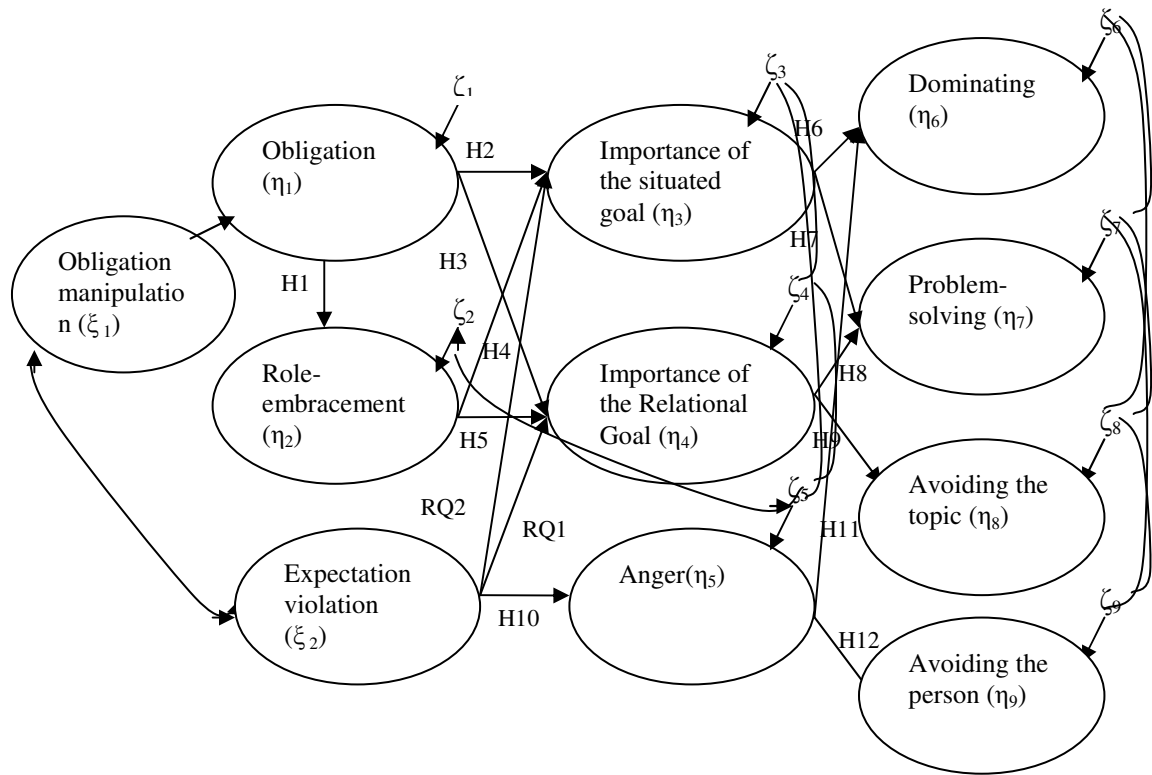 ζ6
Dominating
(η6)
ζ3
ζ1
H6
Obligation
(η1)
H2
Importance of
the situated
goal (η3)
Obligation
manipulatio
n (ξ 1)
H1
H3
H7
ζ7
Problem-
solving (η7)
ζ4
ζ2
H4
Role-
embracement
(η2)
H5
Importance of
the Relational
Goal (η4)
H8
H9
ζ8
Avoiding the
topic (η8)
ζ5
RQ2
RQ1
H11
Expectation
violation
(ξ 2)
H10
Anger(η5)
H12
ζ9
Avoiding the
person (η9)